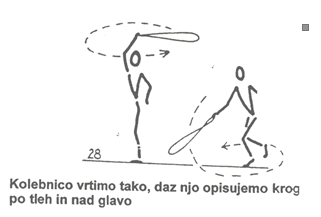 28
Kolebnico vrtimo tako, daz njo opisujemo krog
po tleh in nad glavo